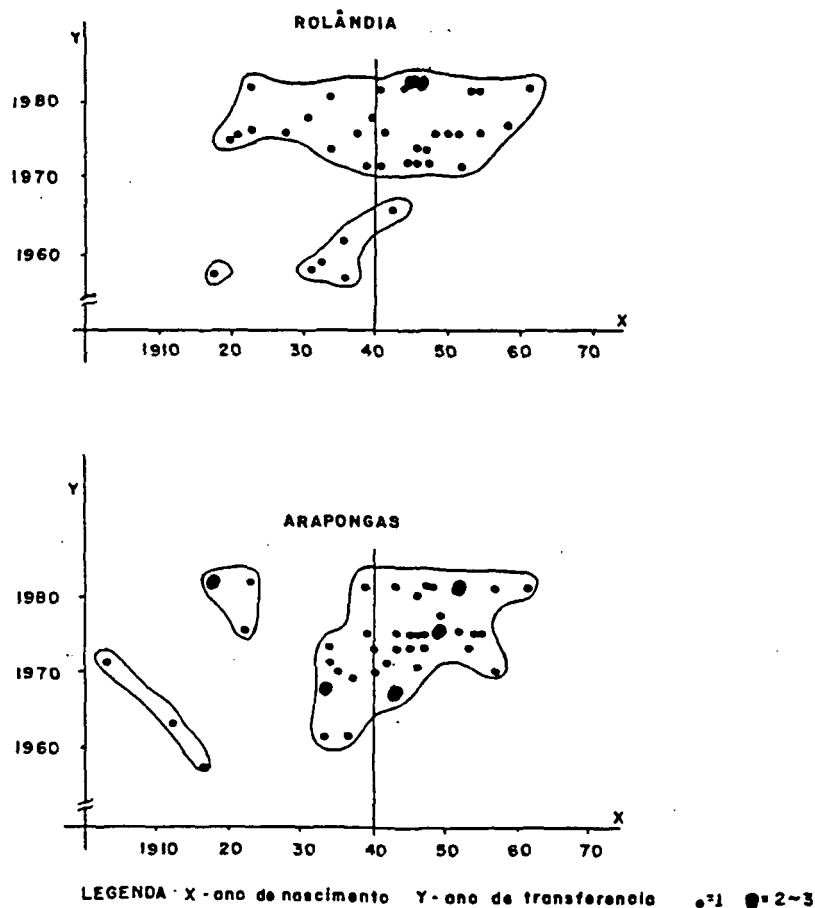 ROLÂNDIA
Y
1980
1970
1960
X
1910 20 30 40 50 60 70
Y
ARAPONGAS
1980
1970
1960
X
1910 20 30 40 50 60 70
LEGENDA X-ano de nascimento Y-ano de transferencia •=1 ●=2~3